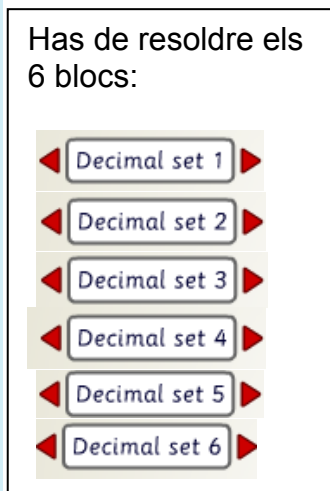 Has de resoldre els
6 blocs:
Decimal set 1
Decimal set 2
Decimal set 3
Decimal set 4
Decimal set 5
Decimal set 6